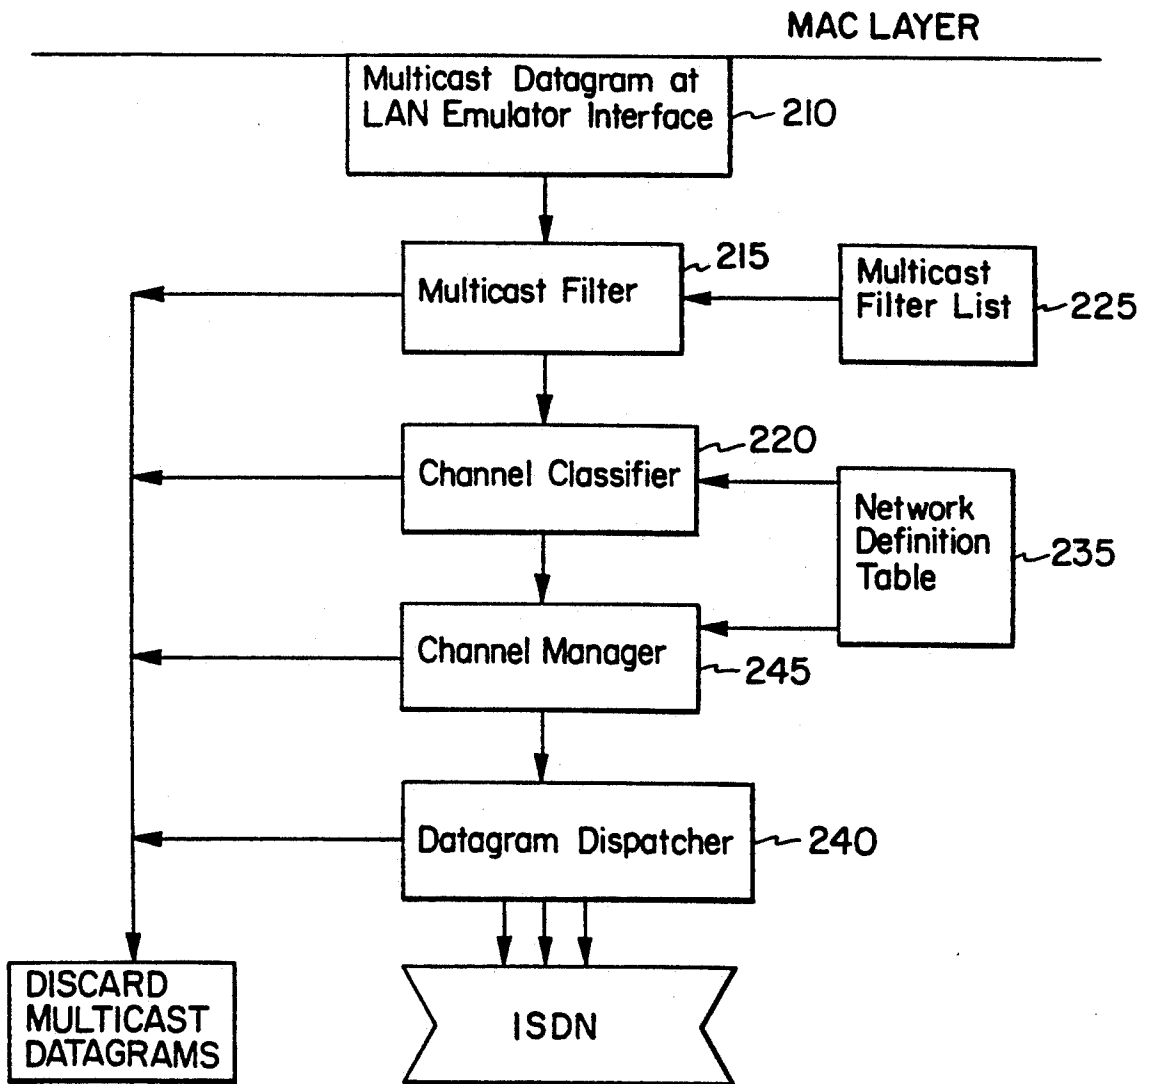 MAC LAYER
Multicast Datagram at
LAN Emulator Interface
210
215
Multicast Filter
Multicast
Filter List
225
220
Channel Classifier
Network
Definition
Table
235
Channel Manager
245
Datagram Dispatcher
240
DISCARD
MULTICAST
DATAGRAMS
ISDN